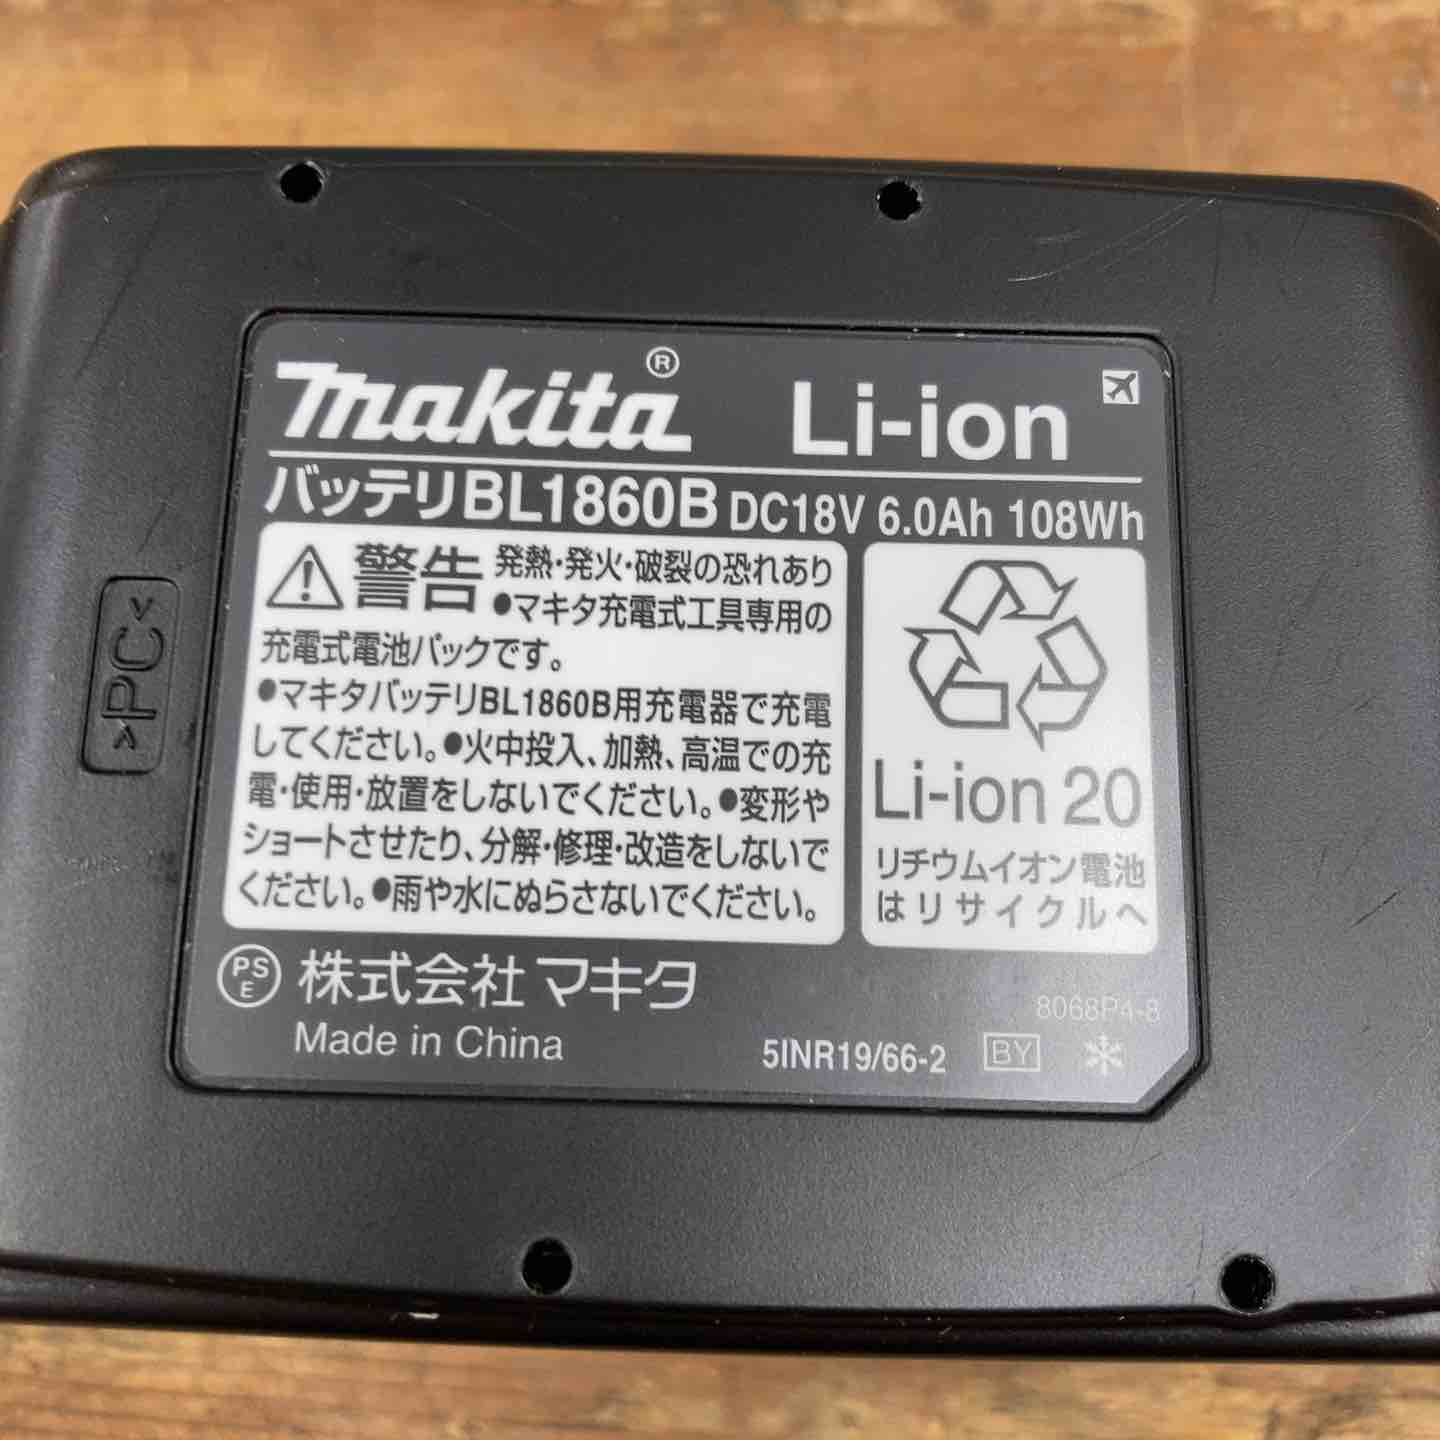 makita® Li-ion
バッテリBL1860B DC18V 6.0Ah 108Wh
警告 発熱・発火・破裂の恐れあり
●マキタ充電式工具専用の
充電式電池パックです。
●マキタバッテリBL1860B用充電器で充電
してください。●火中投入、加熱、高温での充
電・使用・放置をしないでください。●変形や
ショートさせたり、分解・修理・改造をしないで
ください。●雨や水にぬらさないでください。
Li-ion 20
リチウムイオン電池
はリサイクルへ
PSE 株式会社マキタ
Made in China
8068P4-8
5INR19/66-2 BY
>PC<